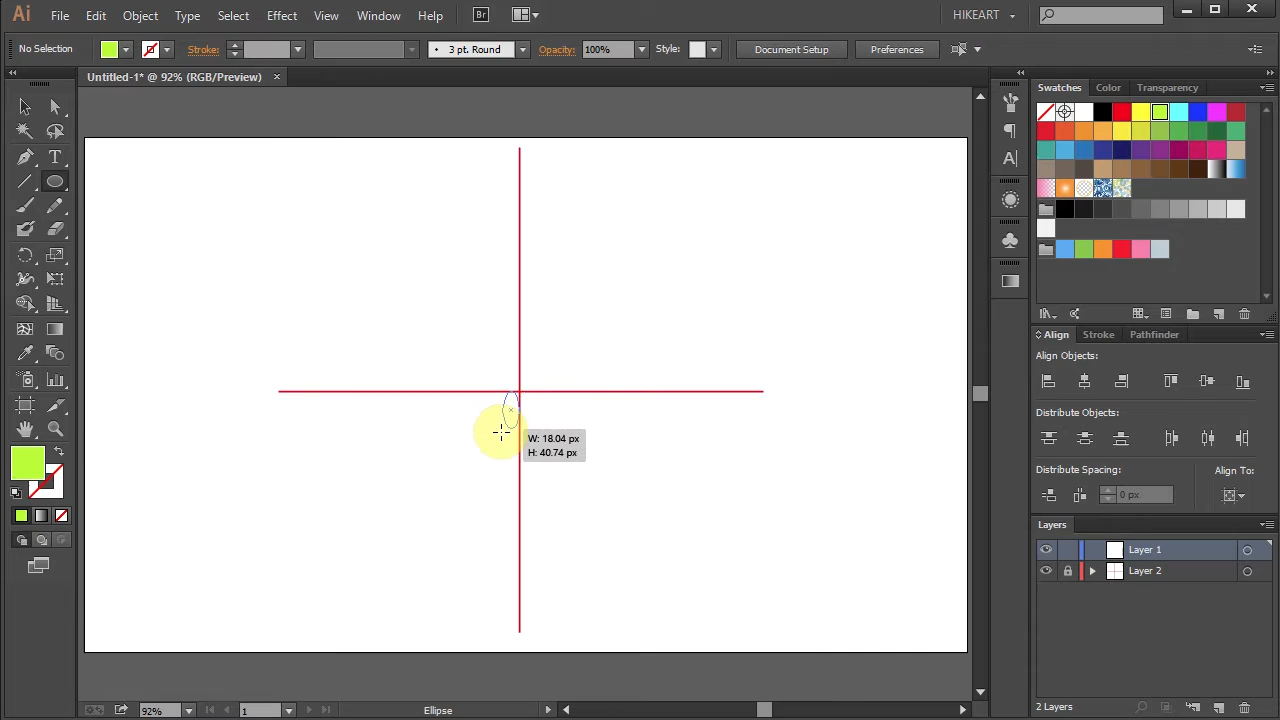 Ai File Edit Object Type Select Effect View Window Help Br HIKEART
No Selection Stroke: 3 pt. Round Opacity: 100% Style: Document Setup Preferences
Untitled-1* @ 92% (RGB/Preview)
Swatches Color Transparency
Align Stroke Pathfinder
Align Objects:
Distribute Objects:
W: 18.04 px
H: 40.74 px
Distribute Spacing: Align To:
0 px
Layers
Layer 1
Layer 2
92% 1 Ellipse 2 Layers